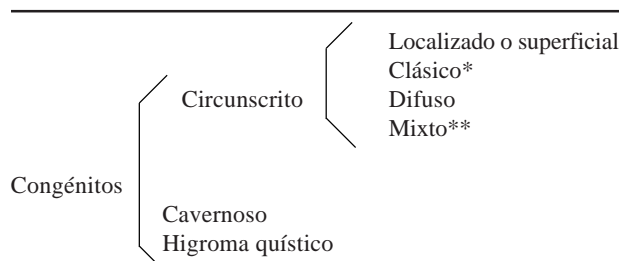 Localizado o superficial
Clásico*
Circunscrito
Difuso
Mixto**
Congénitos
Cavernoso
Higroma quístico